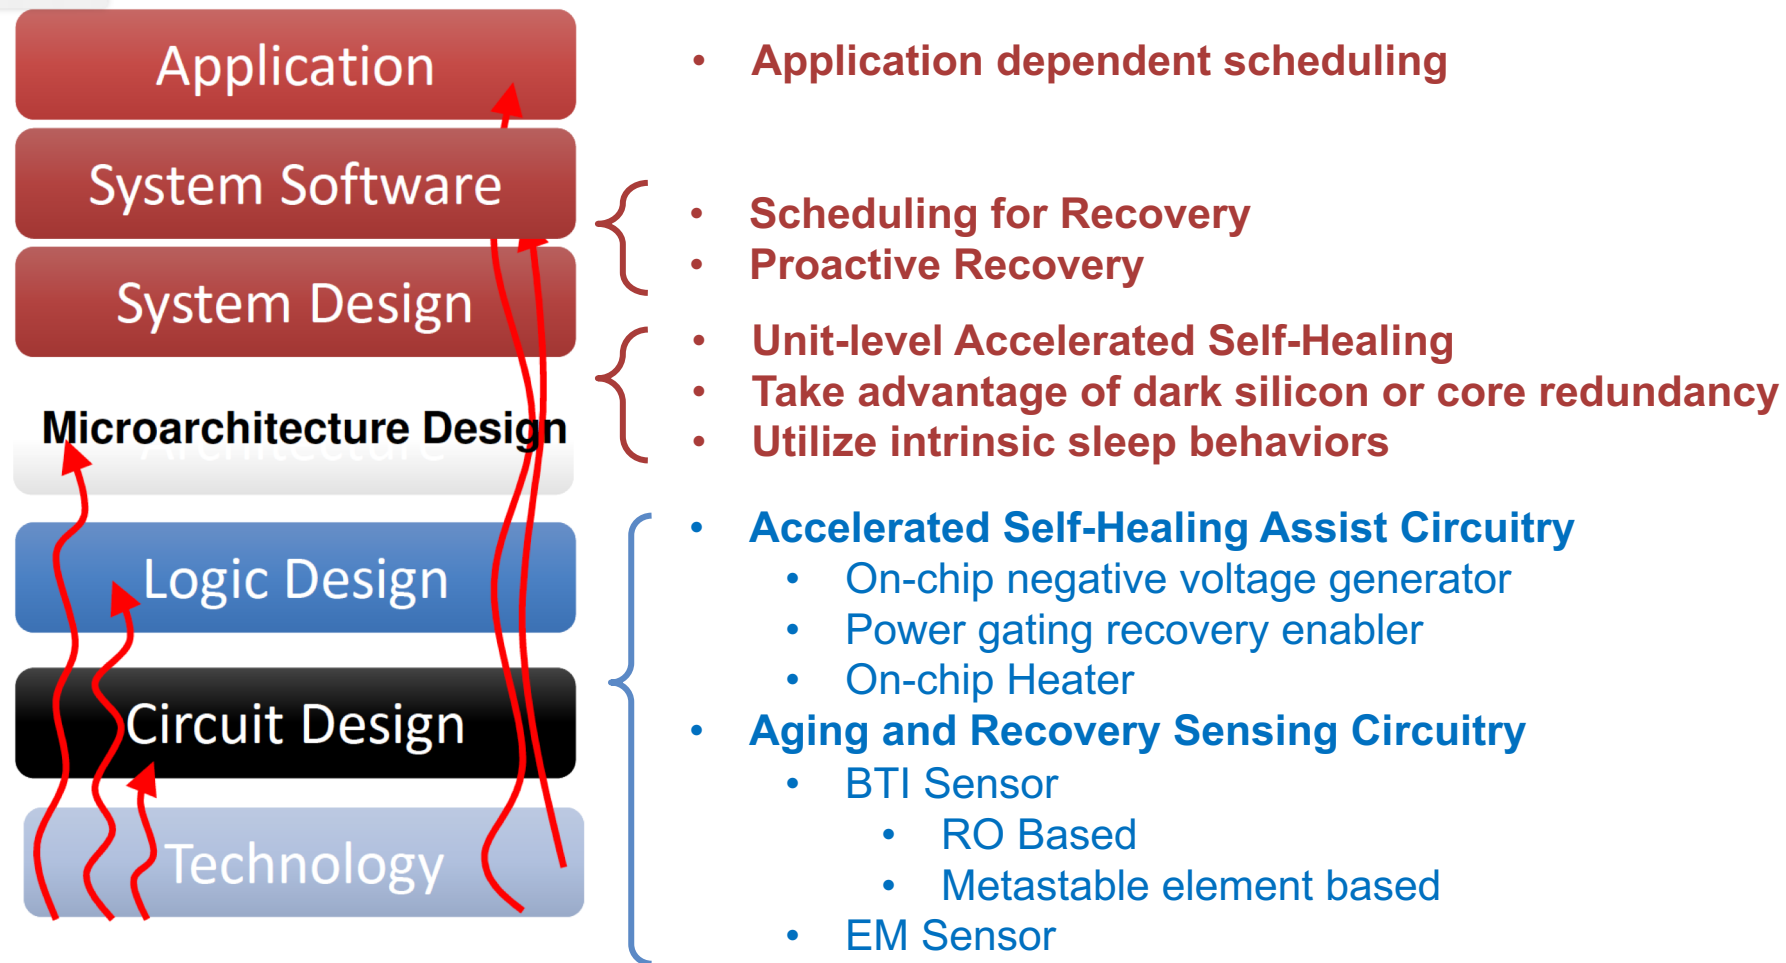 Application
System Software
System Design
Microarchitecture Design
Architecture
Logic Design
Circuit Design
Technology
• Application dependent scheduling
• Scheduling for Recovery
• Proactive Recovery
• Unit-level Accelerated Self-Healing
• Take advantage of dark silicon or core redundancy
• Utilize intrinsic sleep behaviors
• Accelerated Self-Healing Assist Circuitry
• On-chip negative voltage generator
• Power gating recovery enabler
• On-chip Heater
• Aging and Recovery Sensing Circuitry
• BTI Sensor
• RO Based
• Metastable element based
• EM Sensor